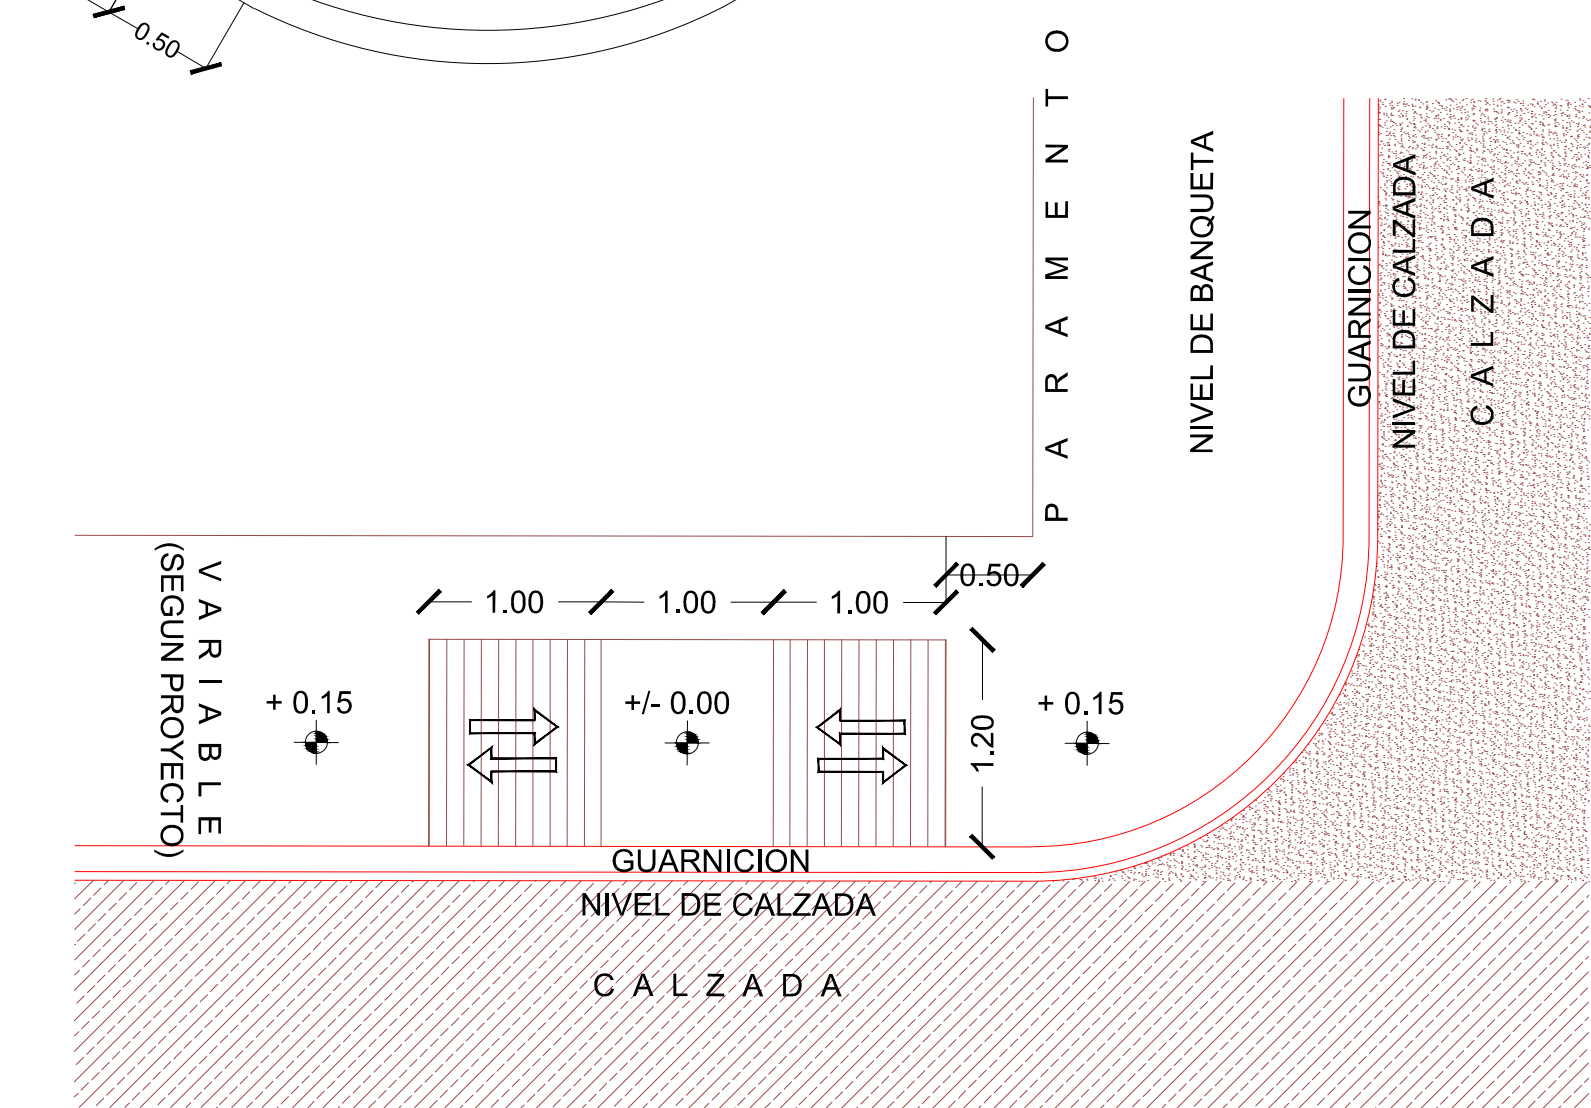 0.50
P A R A M E N T O
NIVEL DE BANQUETA
GUARNICION
NIVEL DE CALZADA
C A L Z A D A
0.50
1.00
1.00
1.00
V A R I A B L E
(SEGUN PROYECTO)
+ 0.15
+/- 0.00
+ 0.15
1.20
GUARNICION
NIVEL DE CALZADA
C A L Z A D A